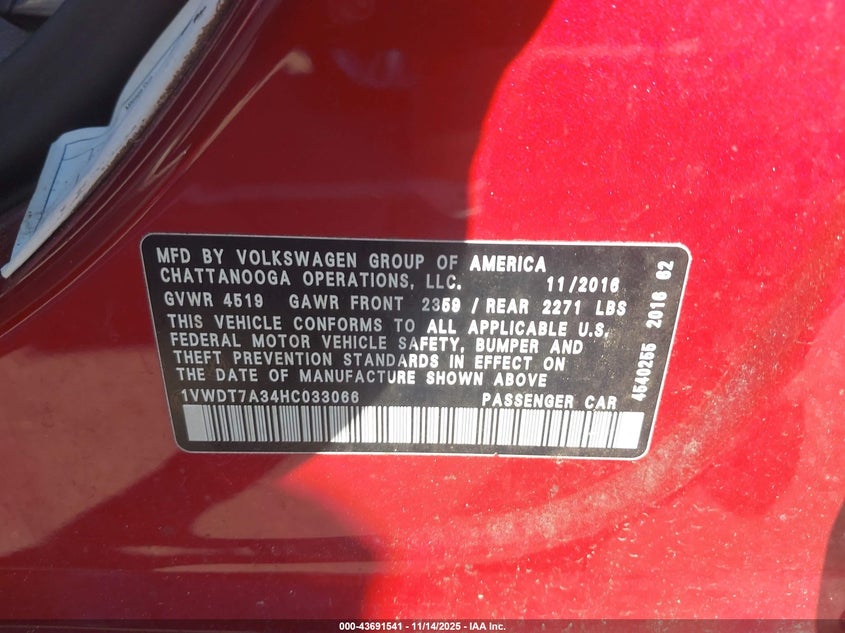 MFD BY VOLKSWAGEN GROUP OF AMERICA
CHATTANOOGA OPERATIONS, LLC. 11/2016
GVWR 4519 GAWR FRONT 2359 / REAR 2271 LBS
THIS VEHICLE CONFORMS TO ALL APPLICABLE U.S.
FEDERAL MOTOR VEHICLE SAFETY, BUMPER AND
THEFT PREVENTION STANDARDS IN EFFECT ON
THE DATE OF MANUFACTURE SHOWN ABOVE
1VWDT7A34HC033066 PASSENGER CAR
4540255 2016 62
000-43691541 - 11/14/2025 - IAA Inc.